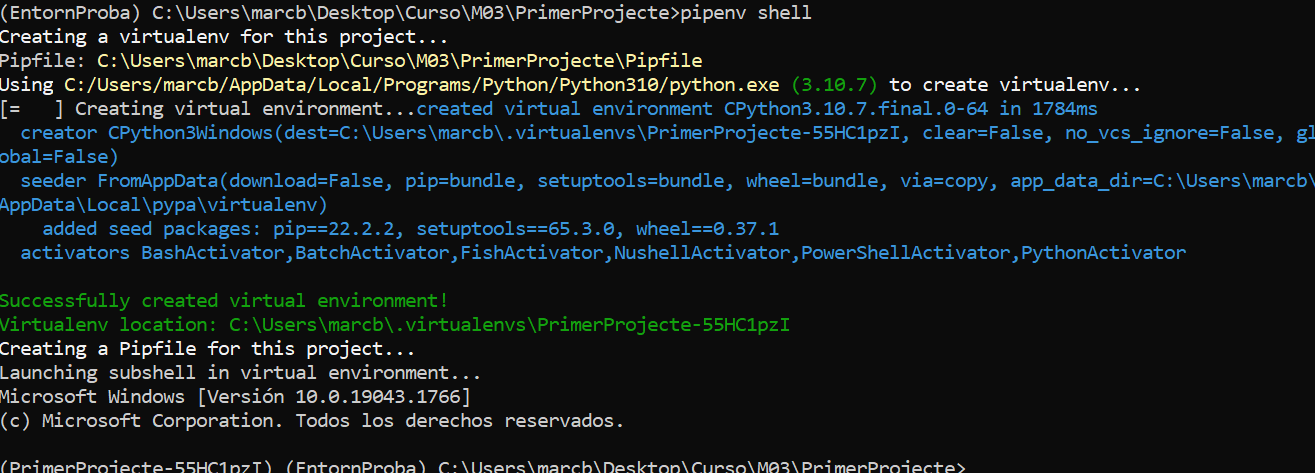 (EntornProba) C:\Users\marcb\Desktop\Curso\M03\PrimerProjecte>pipenv shell
Creating a virtualenv for this project...
Pipfile: C:\Users\marcb\Desktop\Curso\M03\PrimerProjecte\Pipfile
Using C:/Users/marcb/AppData/Local/Programs/Python/Python310/python.exe (3.10.7) to create virtualenv...
[=   ] Creating virtual environment...created virtual environment CPython3.10.7.final.0-64 in 1784ms
  creator CPython3Windows(dest=C:\Users\marcb\.virtualenvs\PrimerProjecte-55HC1pzI, clear=False, no_vcs_ignore=False, gl
obal=False)
  seeder FromAppData(download=False, pip=bundle, setuptools=bundle, wheel=bundle, via=copy, app_data_dir=C:\Users\marcb\
AppData\Local\pypa\virtualenv)
    added seed packages: pip==22.2.2, setuptools==65.3.0, wheel==0.37.1
  activators BashActivator,BatchActivator,FishActivator,NushellActivator,PowerShellActivator,PythonActivator
Successfully created virtual environment!
Virtualenv location: C:\Users\marcb\.virtualenvs\PrimerProjecte-55HC1pzI
Creating a Pipfile for this project...
Launching subshell in virtual environment...
Microsoft Windows [Versión 10.0.19043.1766]
(c) Microsoft Corporation. Todos los derechos reservados.
(PrimerProjecte-55HC1pzI) (EntornProba) C:\Users\marcb\Desktop\Curso\M03\PrimerProjecte>